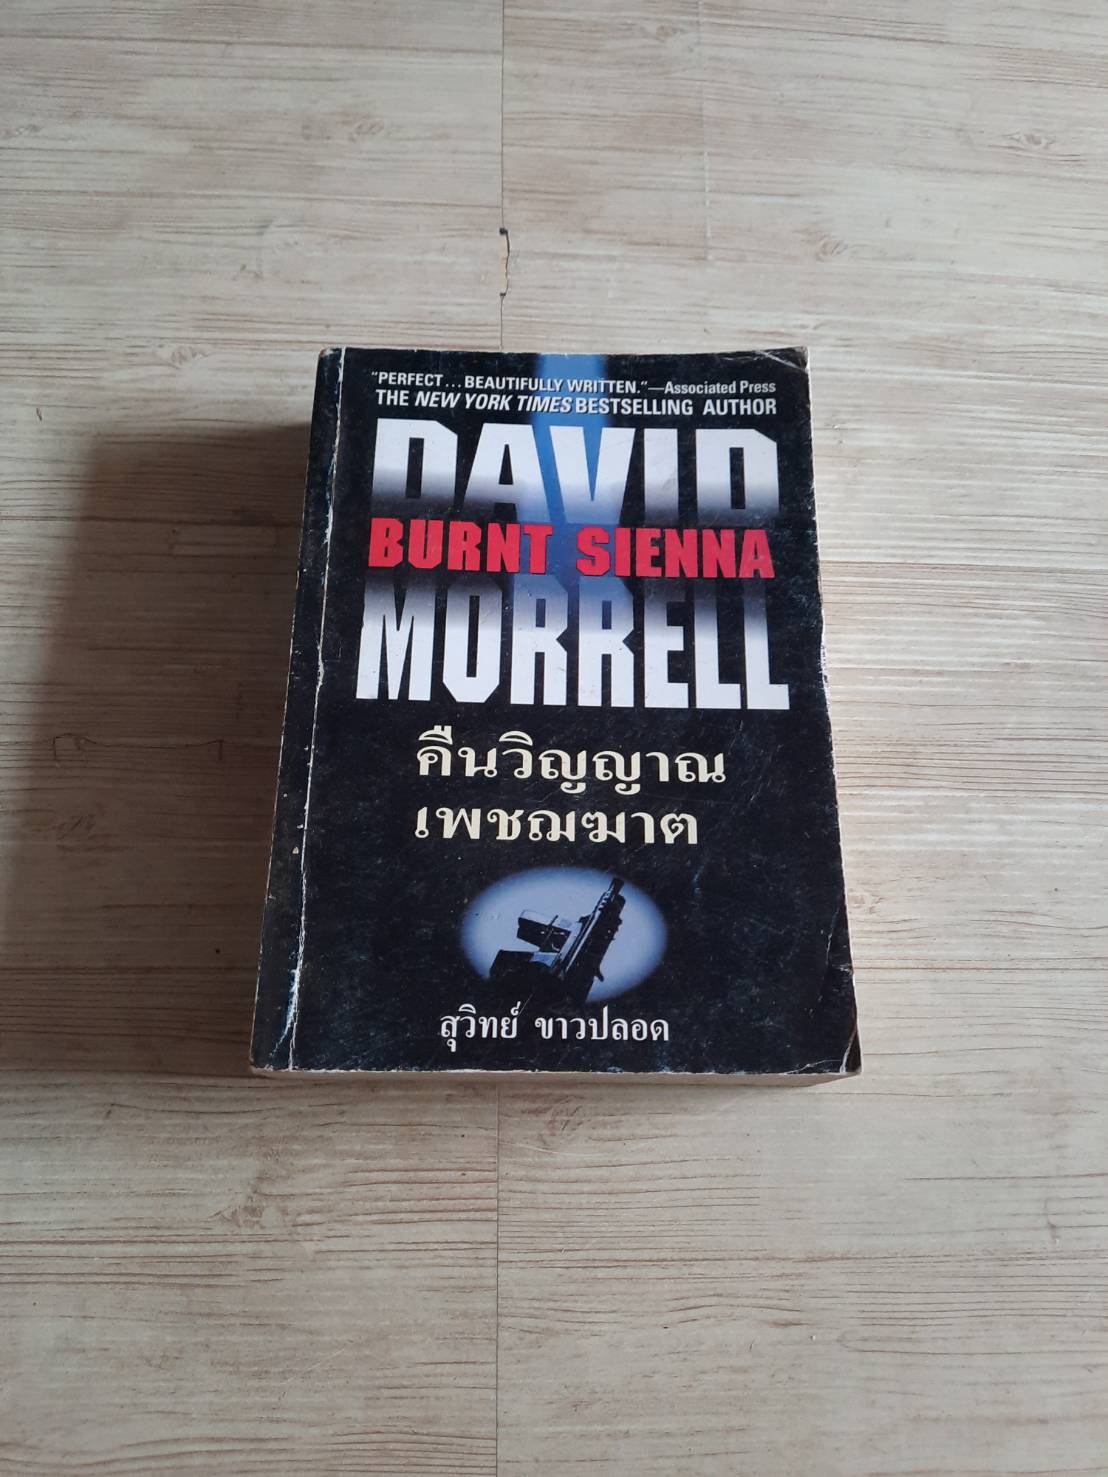 "PERFECT...BEAUTIFULLY WRITTEN."—Associated Press
THE NEW YORK TIMES BESTSELLING AUTHOR
DAVID
BURNT SIENNA
MORRELL
คืนวิญญาณ
เพชฌฆาต
สุวิทย์ ขาวปลอด